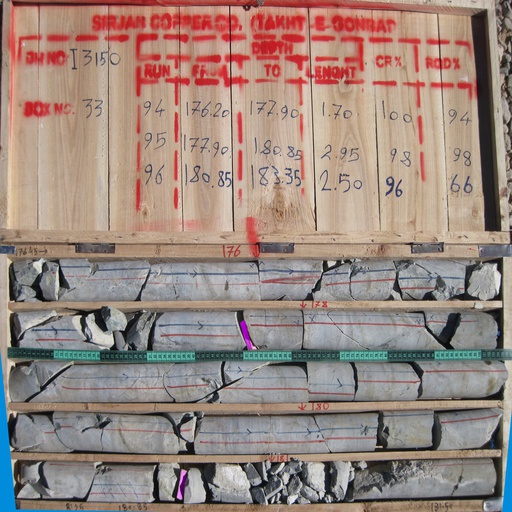 SIRJAN COPPER CO. (TAKHT-E-GONBAD
DEPTH
BH NO: I 3150 RUN FROM TO LENGHT CR% RQD%
BOX NO. 33 94 176.20 177.90 1.70 100 94
95 177.90 180.85 2.95 98 98
96 180.85 183.35 2.50 96 66
176
178
180